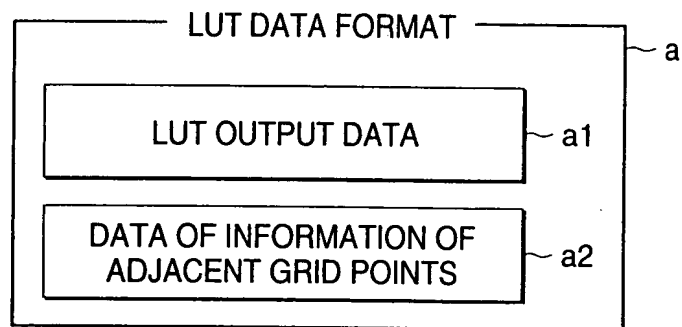 LUT DATA FORMAT
a
LUT OUTPUT DATA
a1
DATA OF INFORMATION OF
ADJACENT GRID POINTS
a2